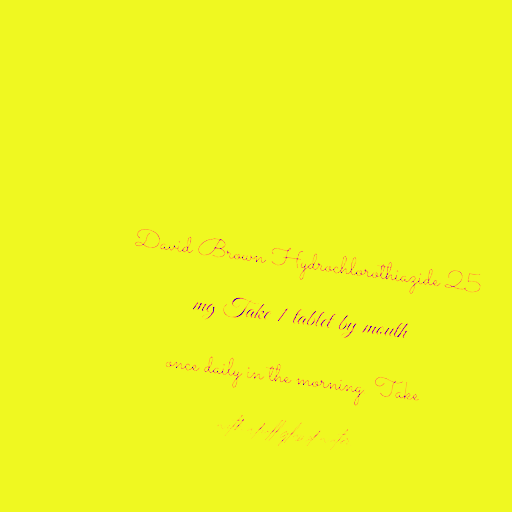 David Brown Hydrochlorothiazide 25
mg Take 1 tablet by mouth
once daily in the morning. Take